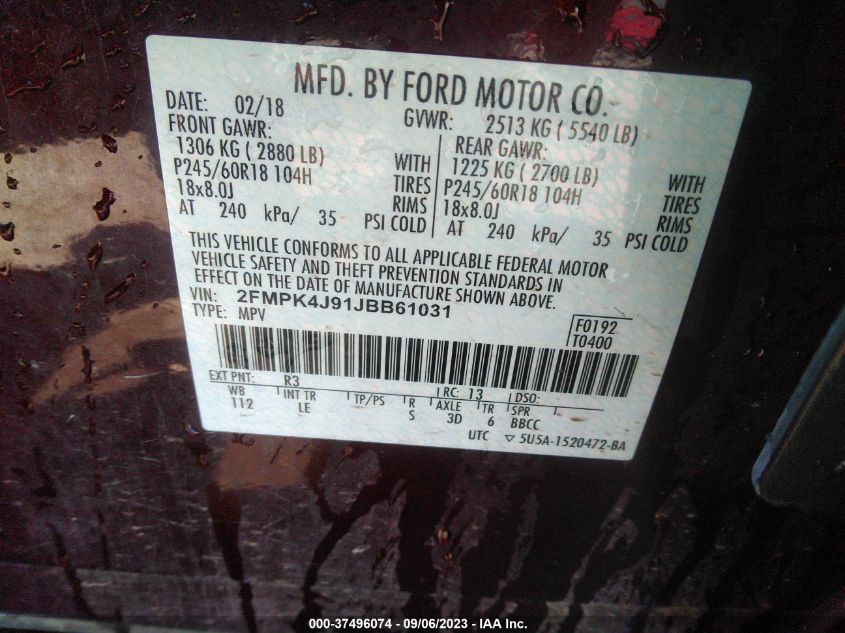 MFD. BY FORD MOTOR CO.
DATE: 02/18 GVWR: 2513 KG ( 5540 LB)
FRONT GAWR: REAR GAWR:
1306 KG ( 2880 LB) WITH 1225 KG ( 2700 LB) WITH
P245/60R18 104H TIRES P245/60R18 104H TIRES
18x8.0J RIMS 18x8.0J RIMS
AT 240 kPa/ 35 PSI COLD AT 240 kPa/ 35 PSI COLD
THIS VEHICLE CONFORMS TO ALL APPLICABLE FEDERAL MOTOR
VEHICLE SAFETY AND THEFT PREVENTION STANDARDS IN
EFFECT ON THE DATE OF MANUFACTURE SHOWN ABOVE.
VIN: 2FMPK4J91JBB61031
TYPE: MPV
F0192
T0400
EXT PNT: R3 RC: 13 DSO:
WB INT TR TP/PS R AXLE TR SPR
112 LE S 3D 6 BBCC
UTC ▽ 5U5A-1520472-BA
000-37496074 - 09/06/2023 - IAA Inc.